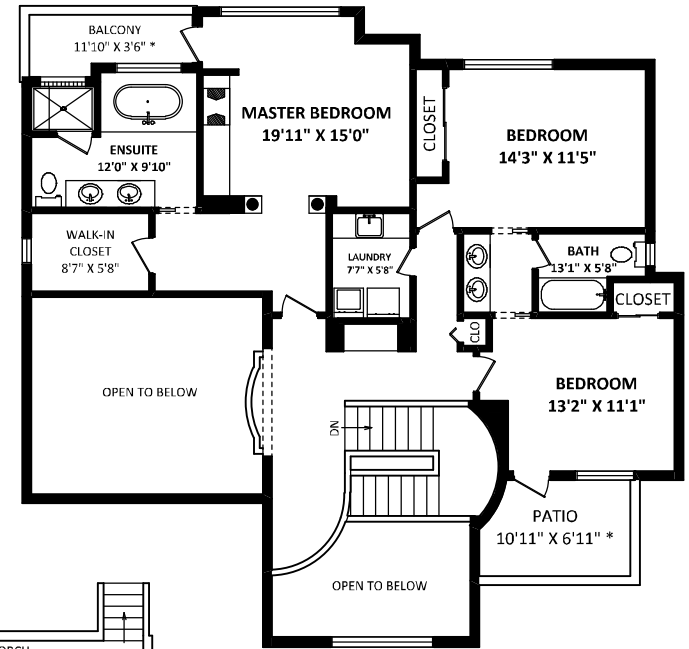 BALCONY
11'10" X 3'6" *
MASTER BEDROOM
19'11" X 15'0"
CLOSET
BEDROOM
14'3" X 11'5"
ENSUITE
12'0" X 9'10"
WALK-IN
CLOSET
8'7" X 5'8"
LAUNDRY
7'7" X 5'8"
BATH
13'1" X 5'8"
CLOSET
CLO
OPEN TO BELOW
BEDROOM
13'2" X 11'1"
DN
PATIO
10'11" X 6'11" *
OPEN TO BELOW